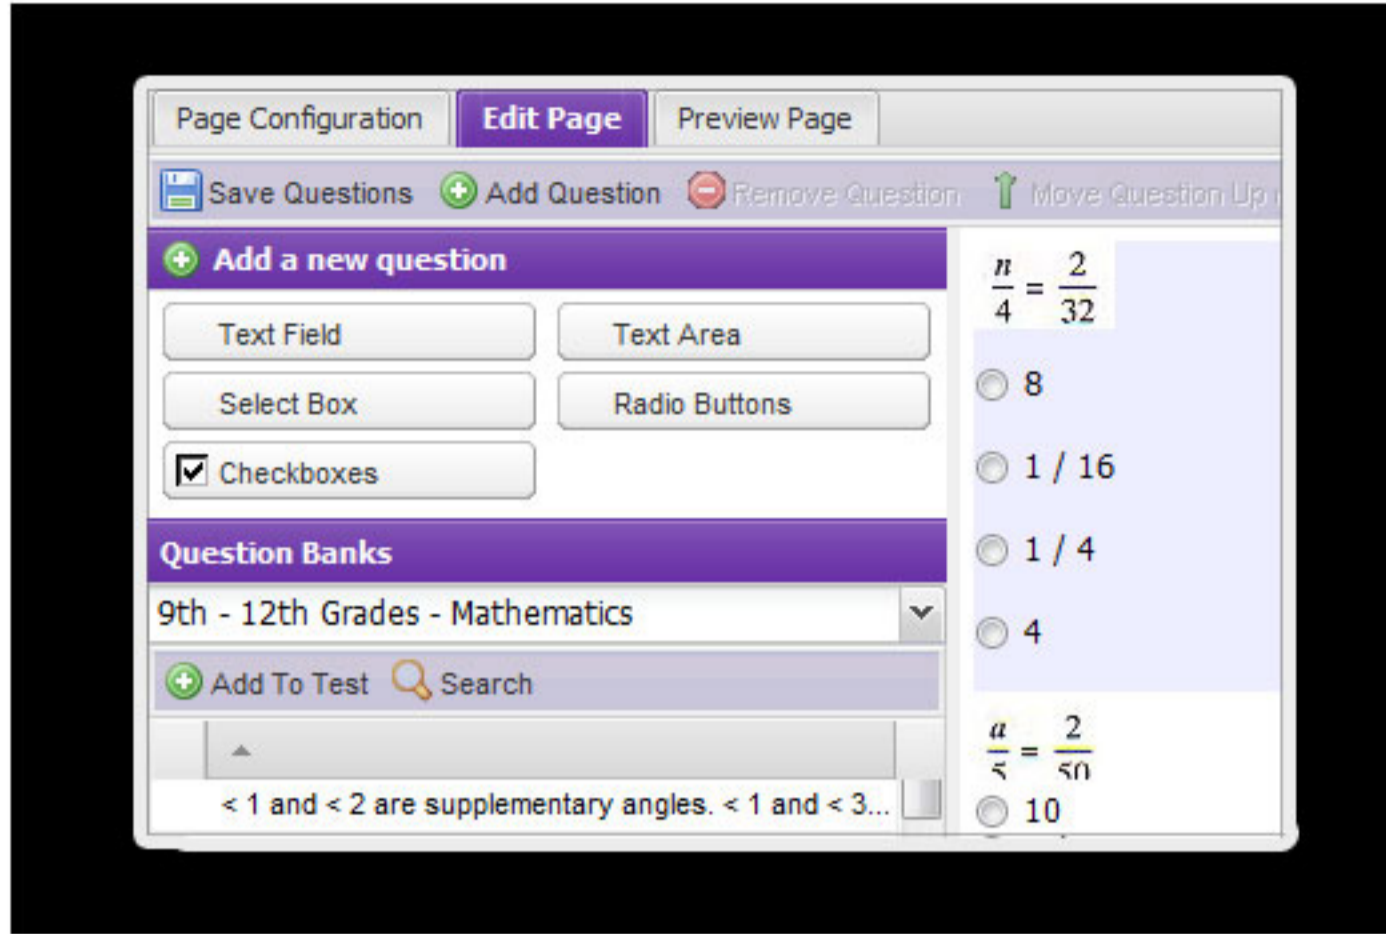 Page Configuration Edit Page Preview Page
Save Questions Add Question Remove Question Move Question Up
Add a new question
Text Field Text Area
Select Box Radio Buttons
Checkboxes
Question Banks
9th - 12th Grades - Mathematics
Add To Test Search
< 1 and < 2 are supplementary angles. < 1 and < 3...
n/4 = 2/32
8
1 / 16
1 / 4
4
a/5 = 2/50
10